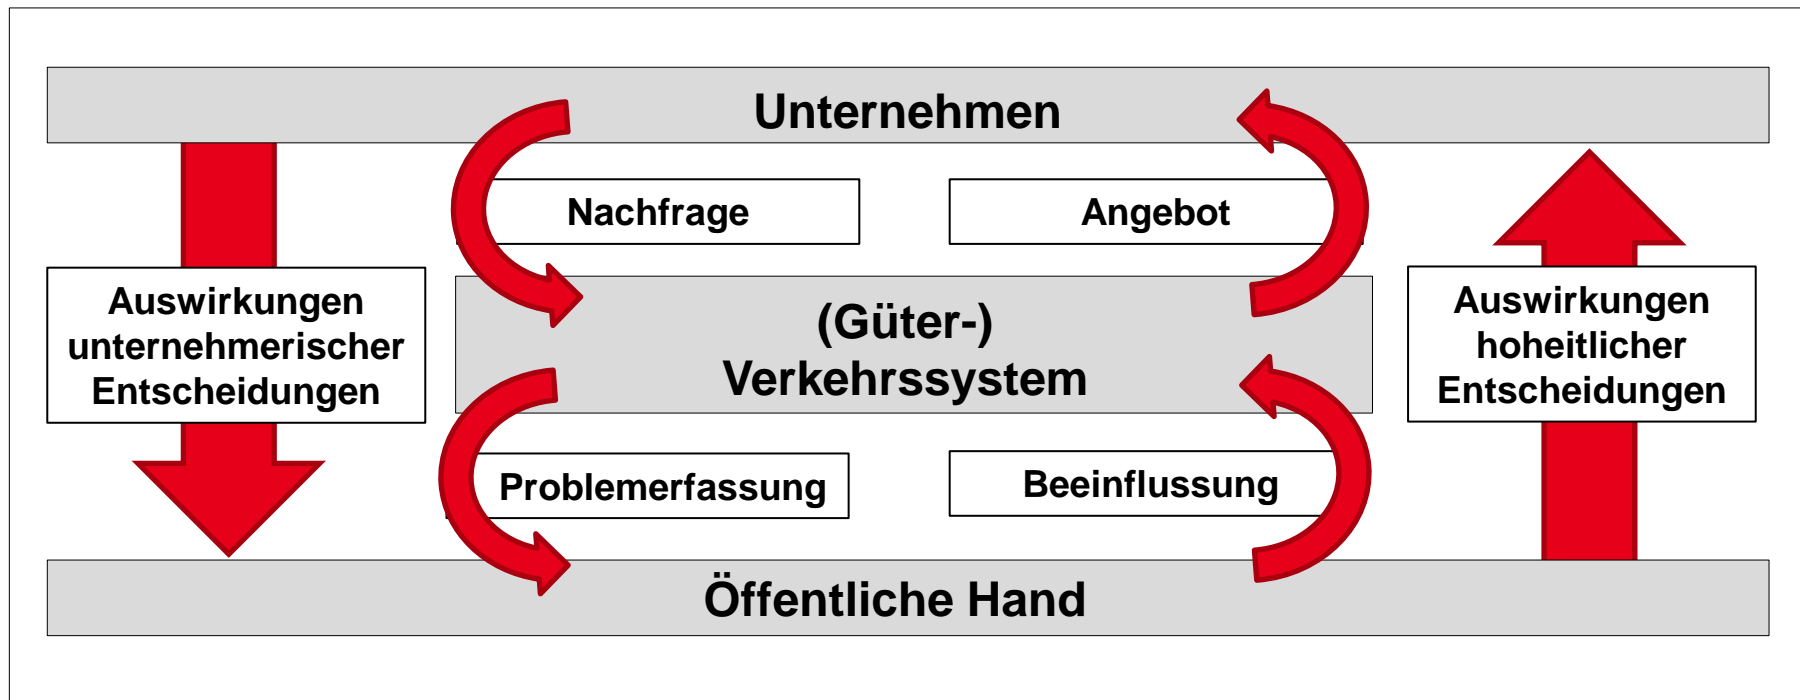 Unternehmen
Nachfrage
Angebot
Auswirkungen
unternehmerischer
Entscheidungen
(Güter-)
Verkehrssystem
Auswirkungen
hoheitlicher
Entscheidungen
Problemerfassung
Beeinflussung
Öffentliche Hand